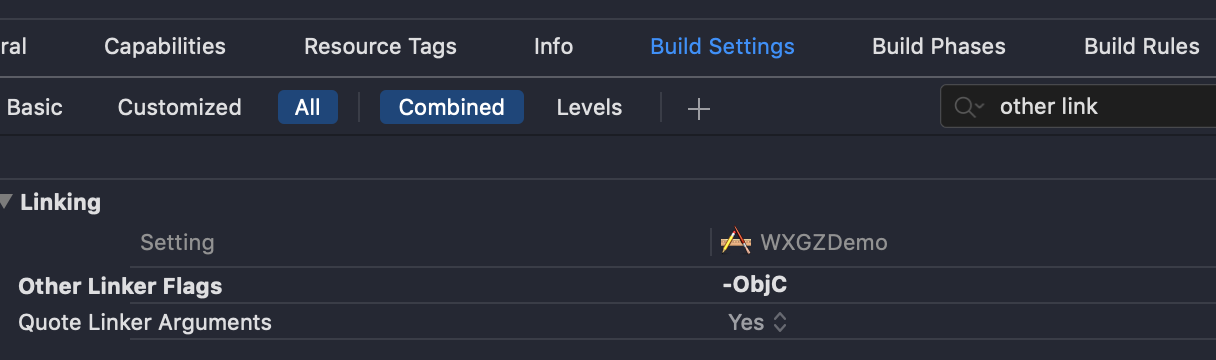 ral Capabilities Resource Tags Info Build Settings Build Phases Build Rules
Basic Customized All Combined Levels other link
Linking
Setting WXGZDemo
Other Linker Flags -ObjC
Quote Linker Arguments Yes